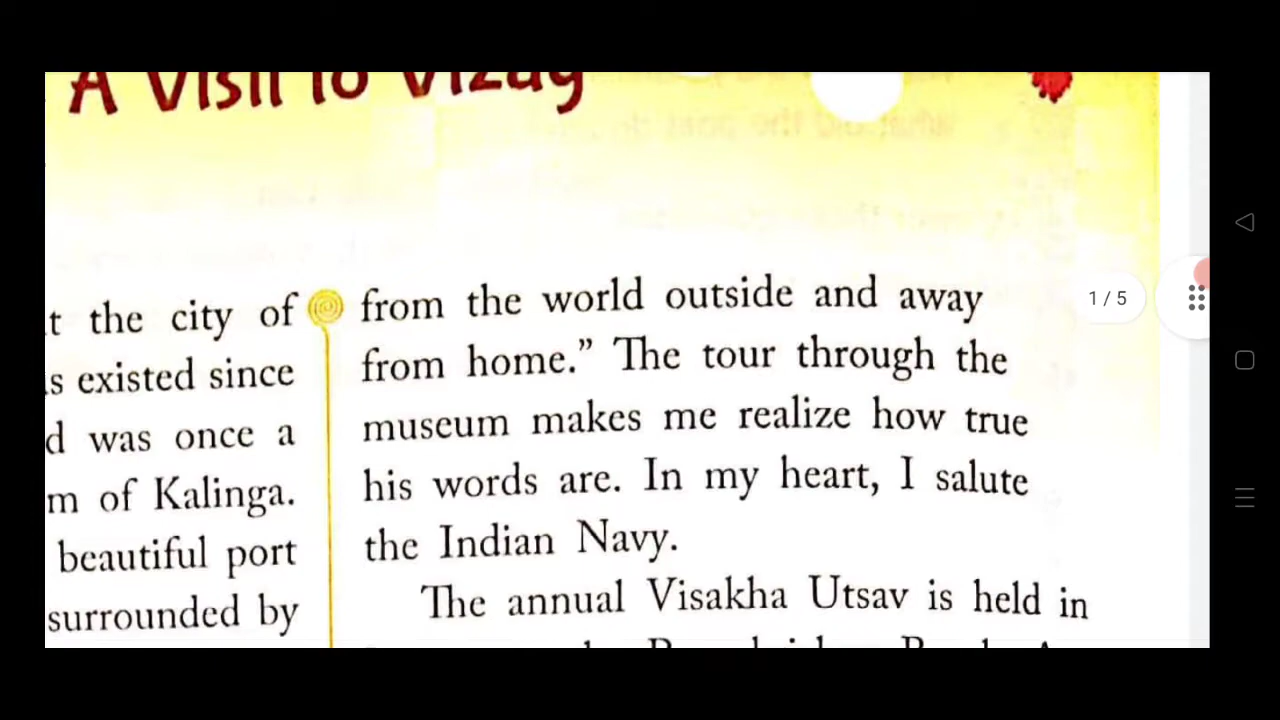 A Visit to Vizag
t the city of
s existed since
d was once a
m of Kalinga.
beautiful port
surrounded by
from the world outside and away
from home.” The tour through the
museum makes me realize how true
his words are. In my heart, I salute
the Indian Navy.
The annual Visakha Utsav is held in
1 / 5